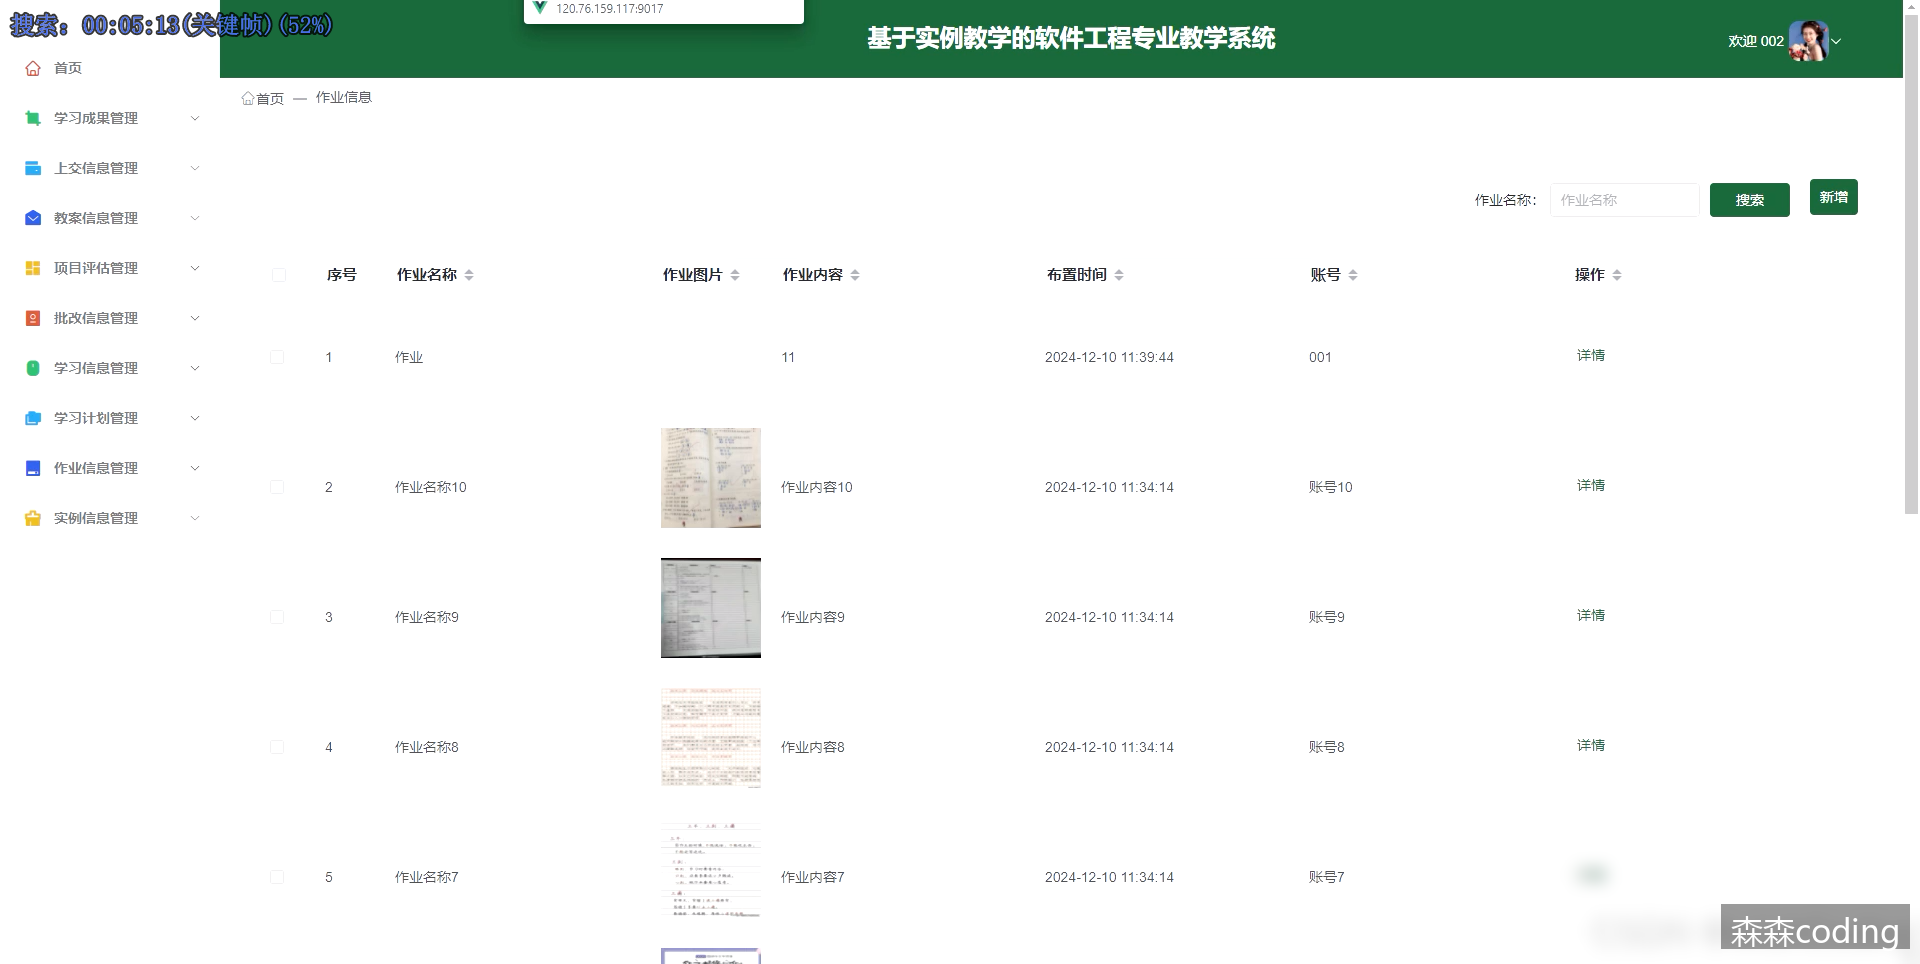 搜索：00:05:13(关键帧)(52%)
120.76.159.117:9017
基于实例教学的软件工程专业教学系统
欢迎 002
首页
学习成果管理
上交信息管理
教案信息管理
项目评估管理
批改信息管理
学习信息管理
学习计划管理
作业信息管理
实例信息管理
首页 — 作业信息
作业名称： 作业名称 搜索 新增
序号 作业名称 作业图片 作业内容 布置时间 账号 操作
1 作业 11 2024-12-10 11:39:44 001 详情
2 作业名称10 作业内容10 2024-12-10 11:34:14 账号10 详情
3 作业名称9 作业内容9 2024-12-10 11:34:14 账号9 详情
4 作业名称8 作业内容8 2024-12-10 11:34:14 账号8 详情
5 作业名称7 作业内容7 2024-12-10 11:34:14 账号7
森森coding